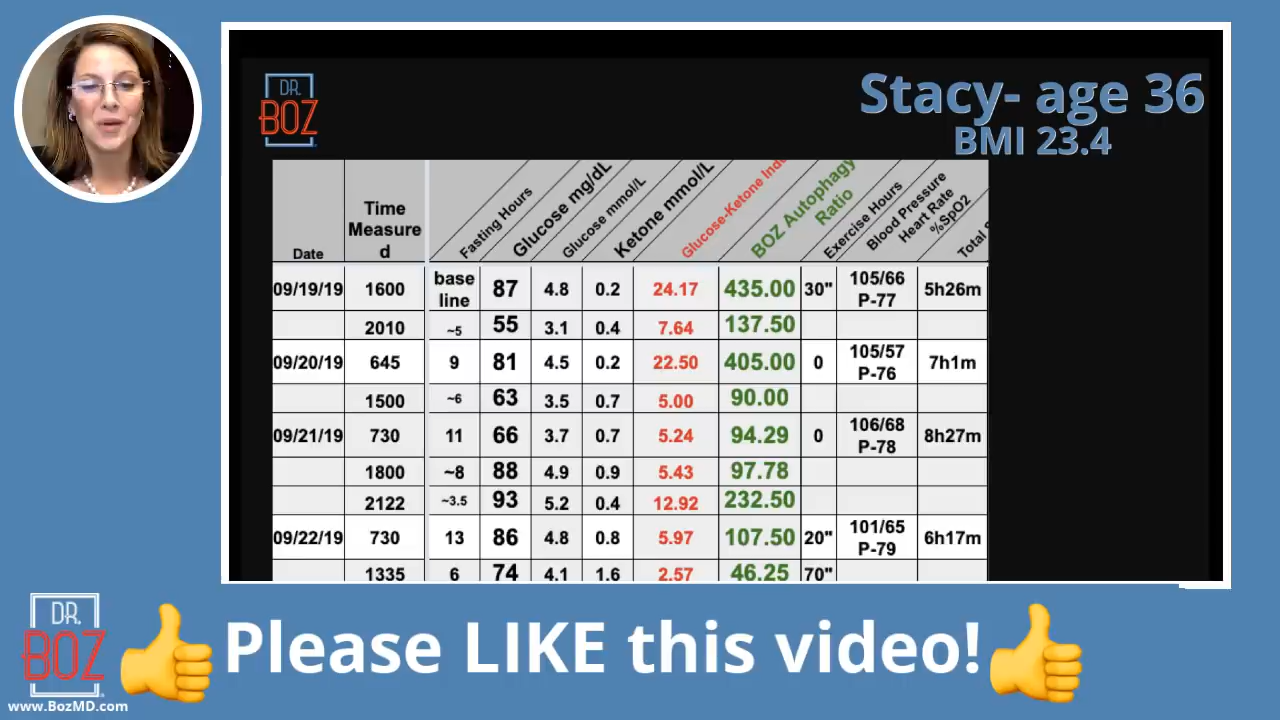 DR.
BOZ
Stacy- age 36
BMI 23.4
Date
Time
Measure
d
Fasting Hours
Glucose mg/dL
Glucose mmol/L
Ketone mmol/L
Glucose-Ketone
BOZ Autophagy
Ratio
Exercise Hours
Blood Pressure
Heart Rate
%SpO2
Total
09/19/19 1600 base line 87 4.8 0.2 24.17 435.00 30" 105/66 P-77 5h26m
2010 ~5 55 3.1 0.4 7.64 137.50
09/20/19 645 9 81 4.5 0.2 22.50 405.00 0 105/57 P-76 7h1m
1500 ~6 63 3.5 0.7 5.00 90.00
09/21/19 730 11 66 3.7 0.7 5.24 94.29 0 106/68 P-78 8h27m
1800 ~8 88 4.9 0.9 5.43 97.78
2122 ~3.5 93 5.2 0.4 12.92 232.50
09/22/19 730 13 86 4.8 0.8 5.97 107.50 20" 101/65 P-79 6h17m
1335 6 74 4.1 1.6 2.57 46.25 70"
DR.
BOZ
Please LIKE this video!
www.BozMD.com